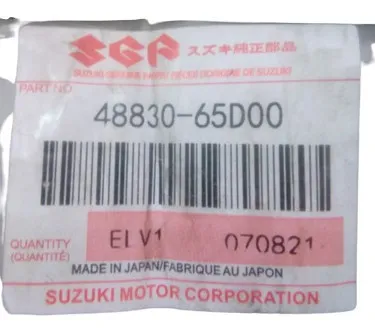 SGP スズキ純正部品
SUZUKI GENUINE PARTS/PIECES D'ORIGINE DE SUZUKI
PART NO
48830-65D00
QUANTITY
(QUANTITÉ)
ELV1 070821
MADE IN JAPAN/FABRIQUE AU JAPON
SUZUKI MOTOR CORPORATION